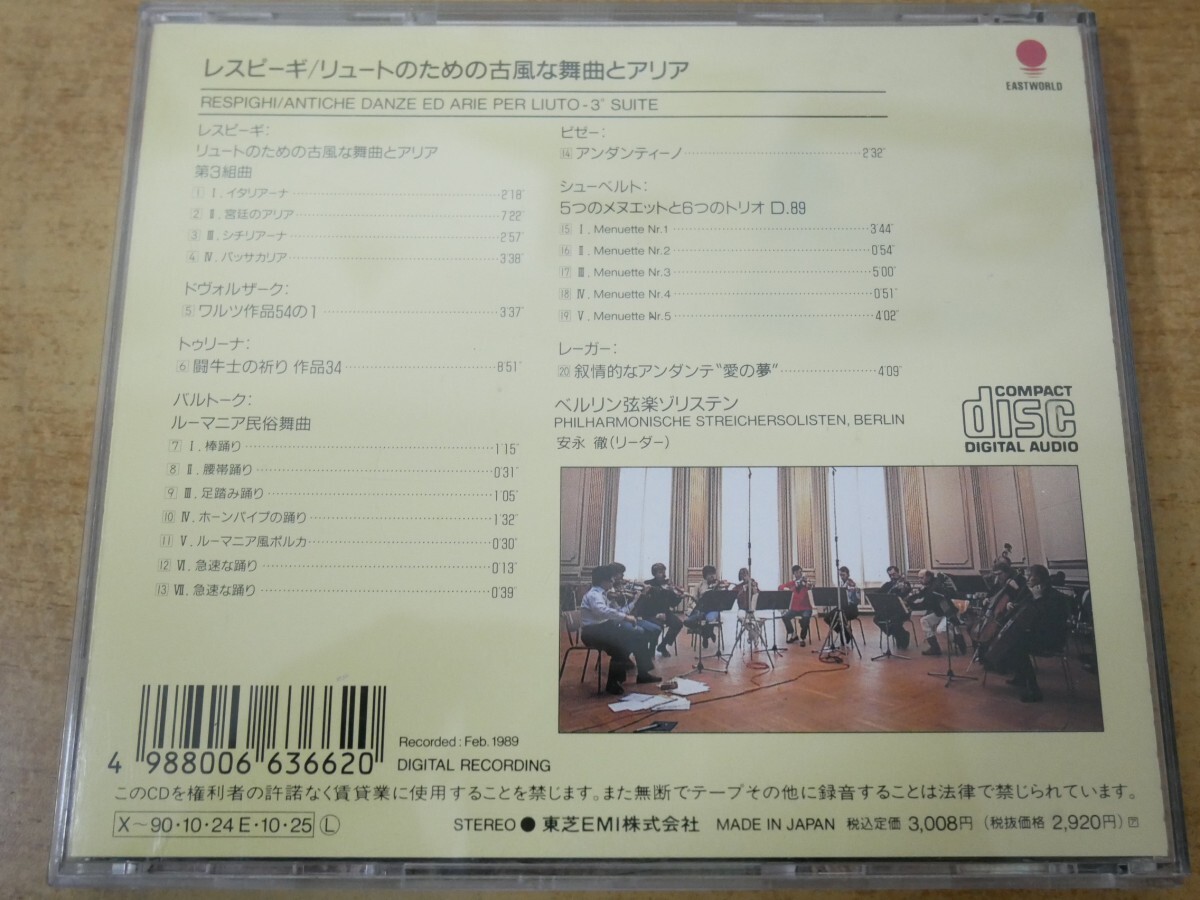 レスピーギ/リュートのための古風な舞曲とアリア
RESPIGHI/ANTICHE DANZE ED ARIE PER LIUTO-3° SUITE
EASTWORLD
レスピーギ:
リュートのための古風な舞曲とアリア
第3組曲
1 I.イタリアーナ 2'18"
2 II.宮廷のアリア 7'22"
3 III.シチリアーナ 2'57"
4 IV.パッサカリア 3'38"
ドヴォルザーク:
5 ワルツ作品54の1 3'37"
トゥリーナ:
6 闘牛士の祈り 作品34 8'51"
バルトーク:
ルーマニア民俗舞曲
7 I.棒踊り 1'15"
8 II.腰帯踊り 0'31"
9 III.足踏み踊り 1'05"
10 IV.ホーンパイプの踊り 1'32"
11 V.ルーマニア風ポルカ 0'30"
12 VI.急速な踊り 0'13"
13 VII.急速な踊り 0'39"
ビゼー:
14 アンダンティーノ 2'32"
シューベルト:
5つのメヌエットと6つのトリオ D.89
15 I. Menuette Nr.1 3'44"
16 II. Menuette Nr.2 0'54"
17 III. Menuette Nr.3 5'00"
18 IV. Menuette Nr.4 0'51"
19 V. Menuette Nr.5 4'02"
レーガー:
20 叙情的なアンダンテ"愛の夢" 4'09"
ベルリン弦楽ゾリステン
PHILHARMONISCHE STREICHERSOLISTEN, BERLIN
安永 徹(リーダー)
COMPACT
disc
DIGITAL AUDIO
4 988006 636620
Recorded: Feb. 1989
DIGITAL RECORDING
このCDを権利者の許諾なく賃貸業に使用することを禁じます。また無断でテープその他に録音することは法律で禁じられています。
X〜90・10・24 E・10・25 Ⓛ
STEREO ● 東芝EMI株式会社 MADE IN JAPAN 税込定価 3,008円 (税抜価格 2,920円)